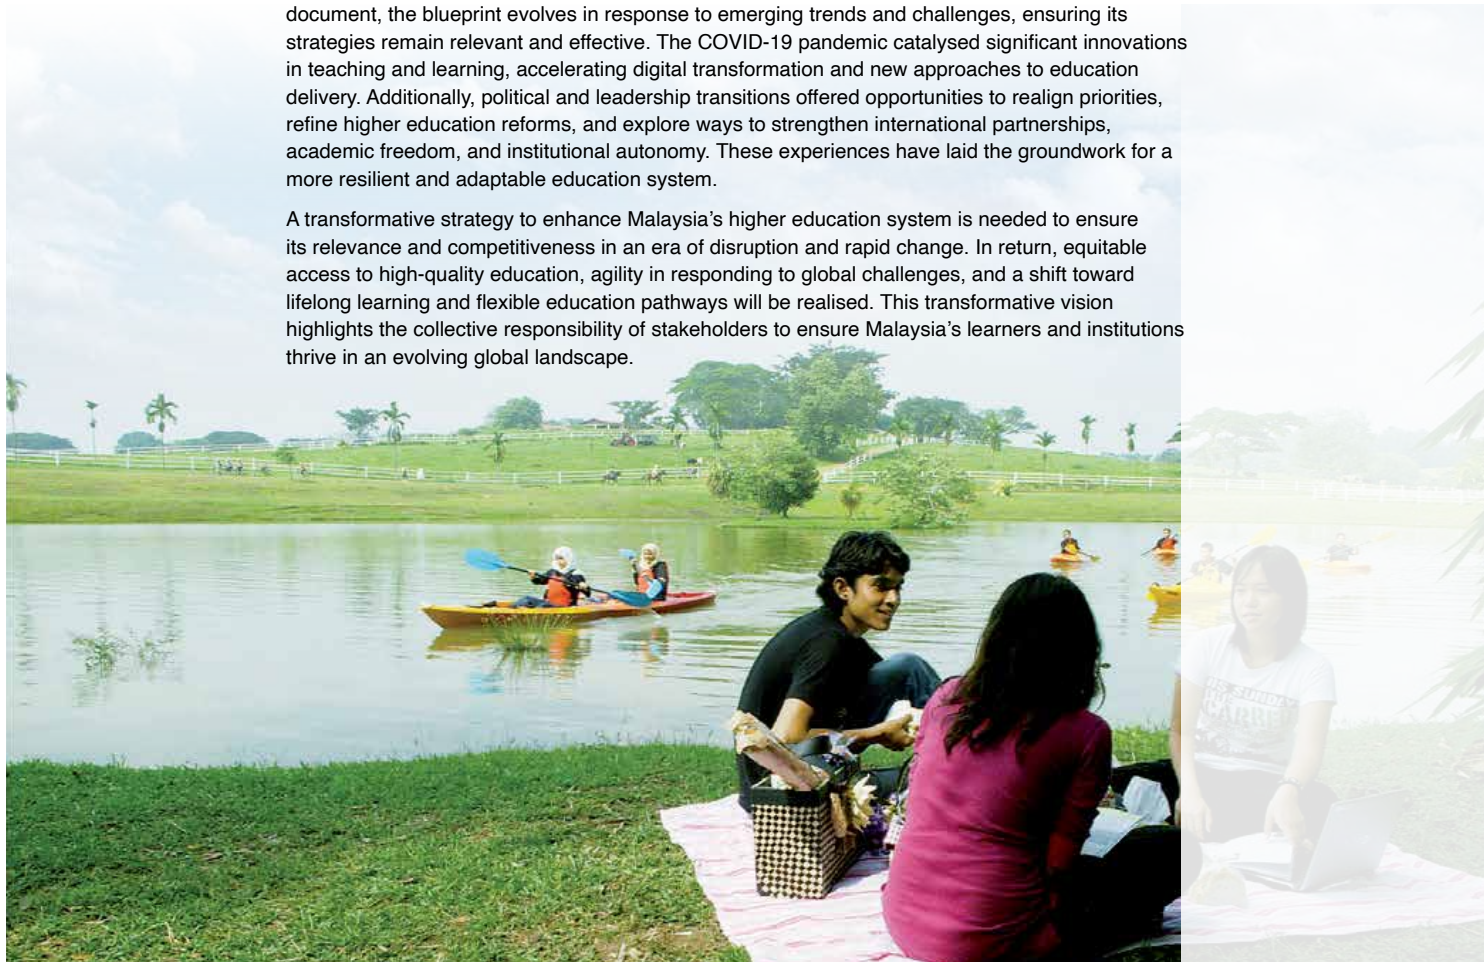 document, the blueprint evolves in response to emerging trends and challenges, ensuring its
strategies remain relevant and effective. The COVID-19 pandemic catalysed significant innovations
in teaching and learning, accelerating digital transformation and new approaches to education
delivery. Additionally, political and leadership transitions offered opportunities to realign priorities,
refine higher education reforms, and explore ways to strengthen international partnerships,
academic freedom, and institutional autonomy. These experiences have laid the groundwork for a
more resilient and adaptable education system.
A transformative strategy to enhance Malaysia’s higher education system is needed to ensure
its relevance and competitiveness in an era of disruption and rapid change. In return, equitable
access to high-quality education, agility in responding to global challenges, and a shift toward
lifelong learning and flexible education pathways will be realised. This transformative vision
highlights the collective responsibility of stakeholders to ensure Malaysia’s learners and institutions
thrive in an evolving global landscape.